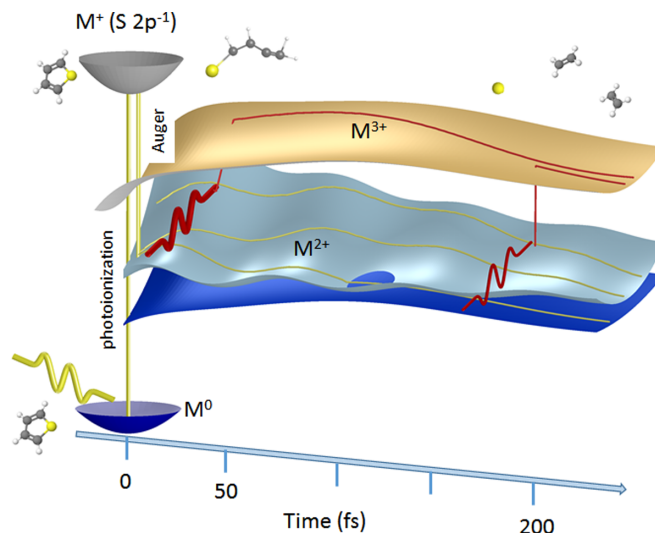 M⁺ (S 2p⁻¹)
Auger
M³⁺
M²⁺
photoionization
M⁰
0
50
200
Time (fs)